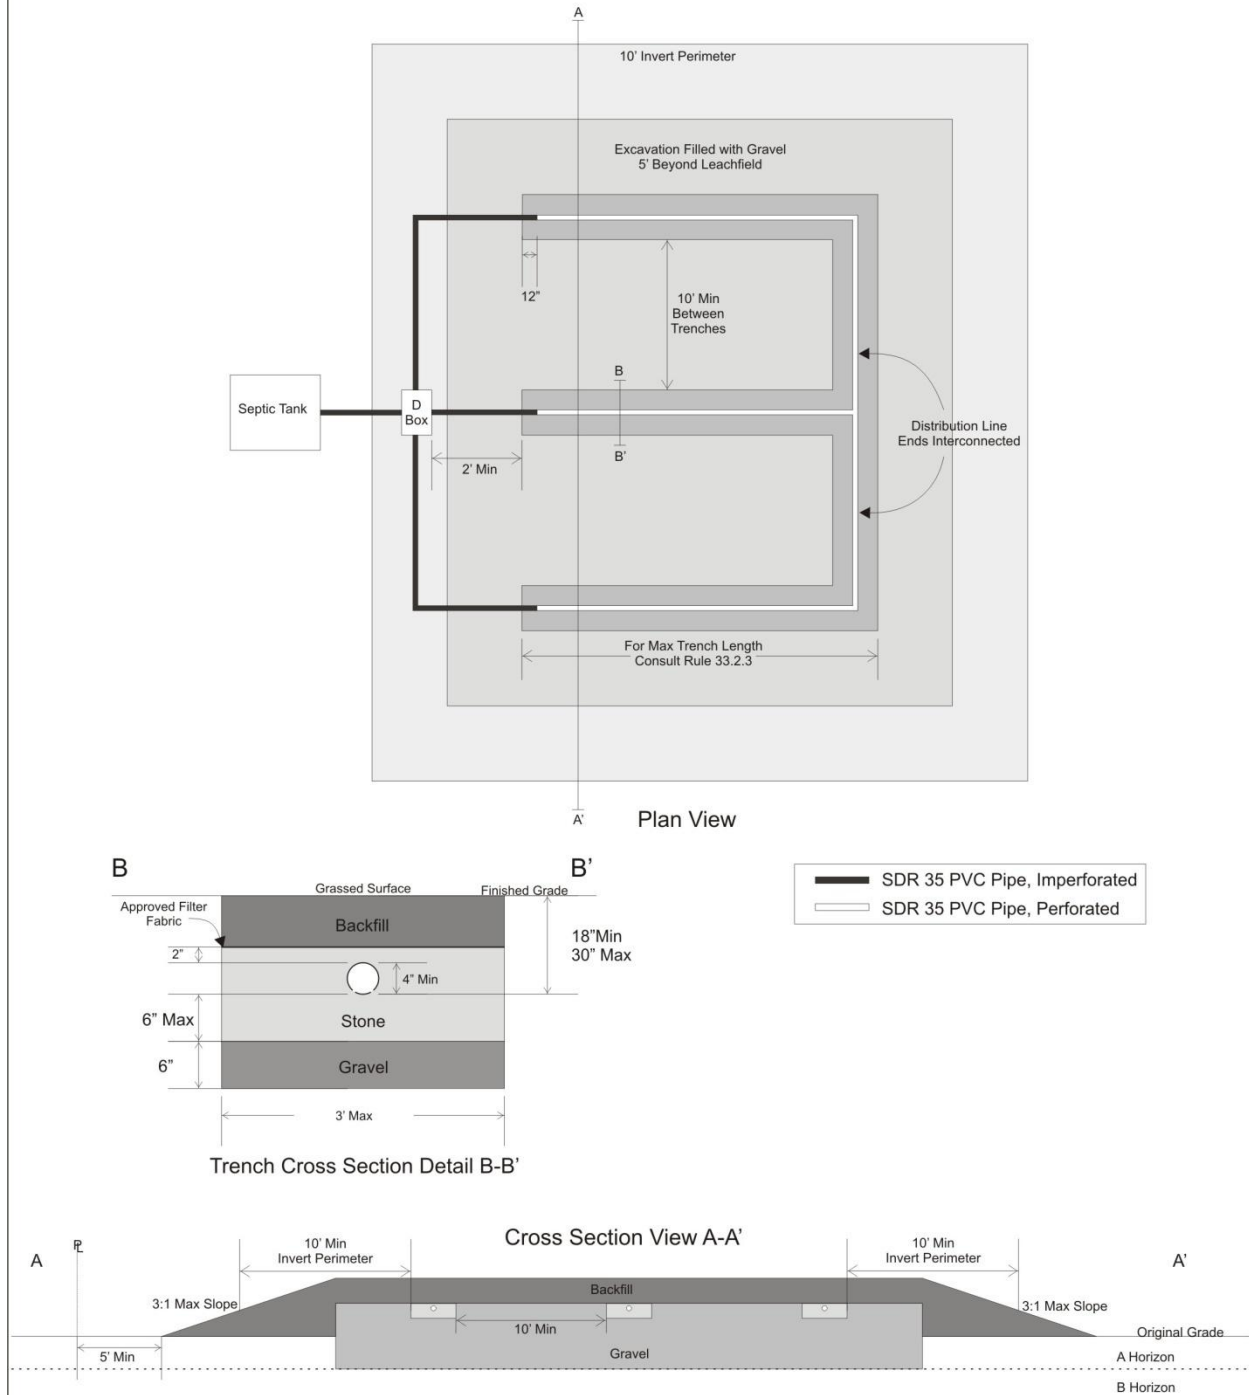 A
10’ Invert Perimeter
Excavation Filled with Gravel
5’ Beyond Leachfield
12”
10’ Min
Between
Trenches
Septic Tank
D
Box
B
B’
2’ Min
Distribution Line
Ends Interconnected
For Max Trench Length
Consult Rule 33.2.3
A’
Plan View
B
B’
Grassed Surface
Finished Grade
Approved Filter
Fabric
Backfill
18”Min
30” Max
2”
4” Min
6” Max
Stone
6”
Gravel
3’ Max
Trench Cross Section Detail B-B’
SDR 35 PVC Pipe, Imperforated
SDR 35 PVC Pipe, Perforated
Cross Section View A-A’
A
PL
10’ Min
Invert Perimeter
10’ Min
Invert Perimeter
A’
3:1 Max Slope
Backfill
3:1 Max Slope
10’ Min
Original Grade
5’ Min
Gravel
A Horizon
B Horizon